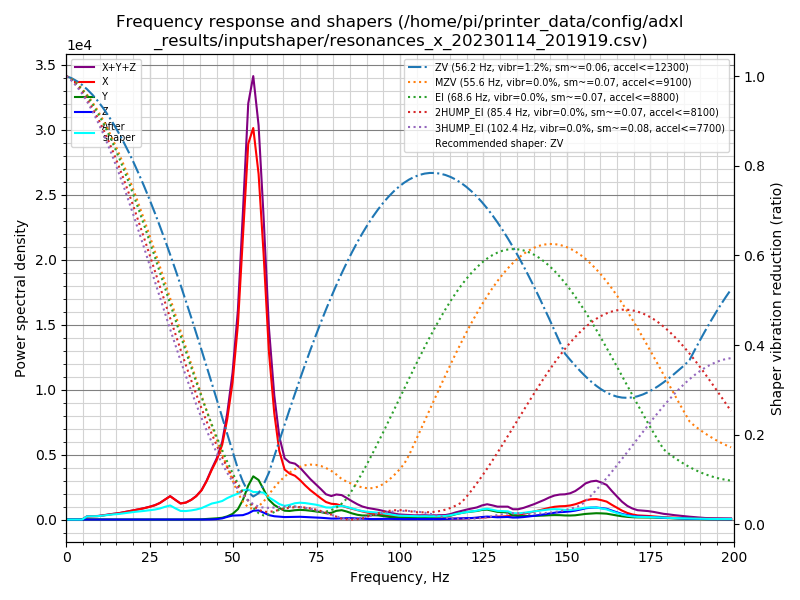 Frequency response and shapers (/home/pi/printer_data/config/adxl
_results/inputshaper/resonances_x_20230114_201919.csv)
1e4
X+Y+Z
X
Y
Z
After
shaper
ZV (56.2 Hz, vibr=1.2%, sm~=0.06, accel<=12300)
MZV (55.6 Hz, vibr=0.0%, sm~=0.07, accel<=9100)
EI (68.6 Hz, vibr=0.0%, sm~=0.07, accel<=8800)
2HUMP_EI (85.4 Hz, vibr=0.0%, sm~=0.07, accel<=8100)
3HUMP_EI (102.4 Hz, vibr=0.0%, sm~=0.08, accel<=7700)
Recommended shaper: ZV
Power spectral density
3.5
3.0
2.5
2.0
1.5
1.0
0.5
0.0
Shaper vibration reduction (ratio)
1.0
0.8
0.6
0.4
0.2
0.0
0 25 50 75 100 125 150 175 200
Frequency, Hz